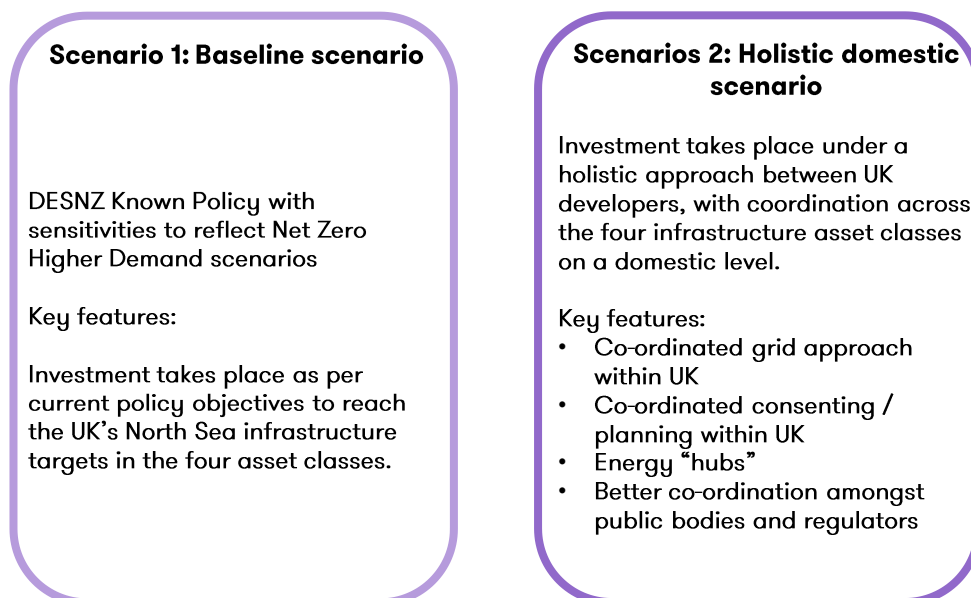 Scenario 1: Baseline scenario
DESNZ Known Policy with
sensitivities to reflect Net Zero
Higher Demand scenarios
Key features:
Investment takes place as per
current policy objectives to reach
the UK's North Sea infrastructure
targets in the four asset classes.
Scenarios 2: Holistic domestic
scenario
Investment takes place under a
holistic approach between UK
developers, with coordination across
the four infrastructure asset classes
on a domestic level.
Key features:
• Co-ordinated grid approach
within UK
• Co-ordinated consenting /
planning within UK
• Energy “hubs”
• Better co-ordination amongst
public bodies and regulators